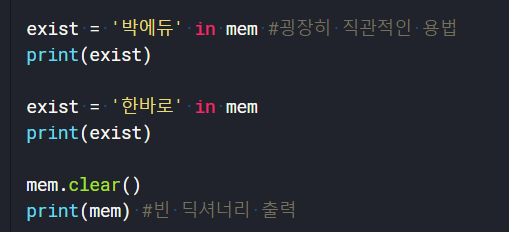 exist = '박에듀' in mem #굉장히 직관적인 용법
print(exist)
exist = '한바로' in mem
print(exist)
mem.clear()
print(mem) #빈 딕셔너리 출력